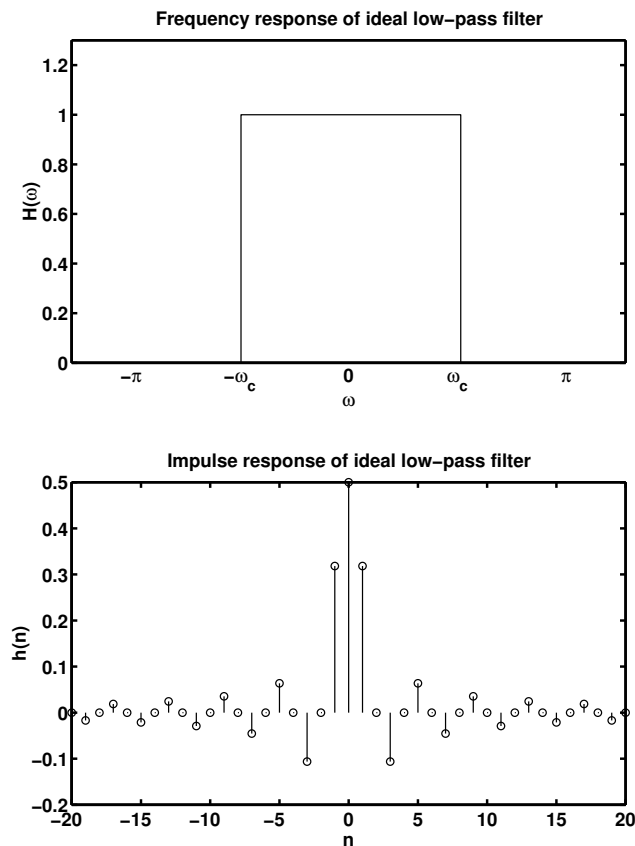 Frequency response of ideal low−pass filter
1.2
1
0.8
0.6
0.4
0.2
0
H(ω)
−π −ω_c 0 ω_c π
ω
Impulse response of ideal low−pass filter
0.5
0.4
0.3
0.2
0.1
0
−0.1
−0.2
h(n)
−20 −15 −10 −5 0 5 10 15 20
n